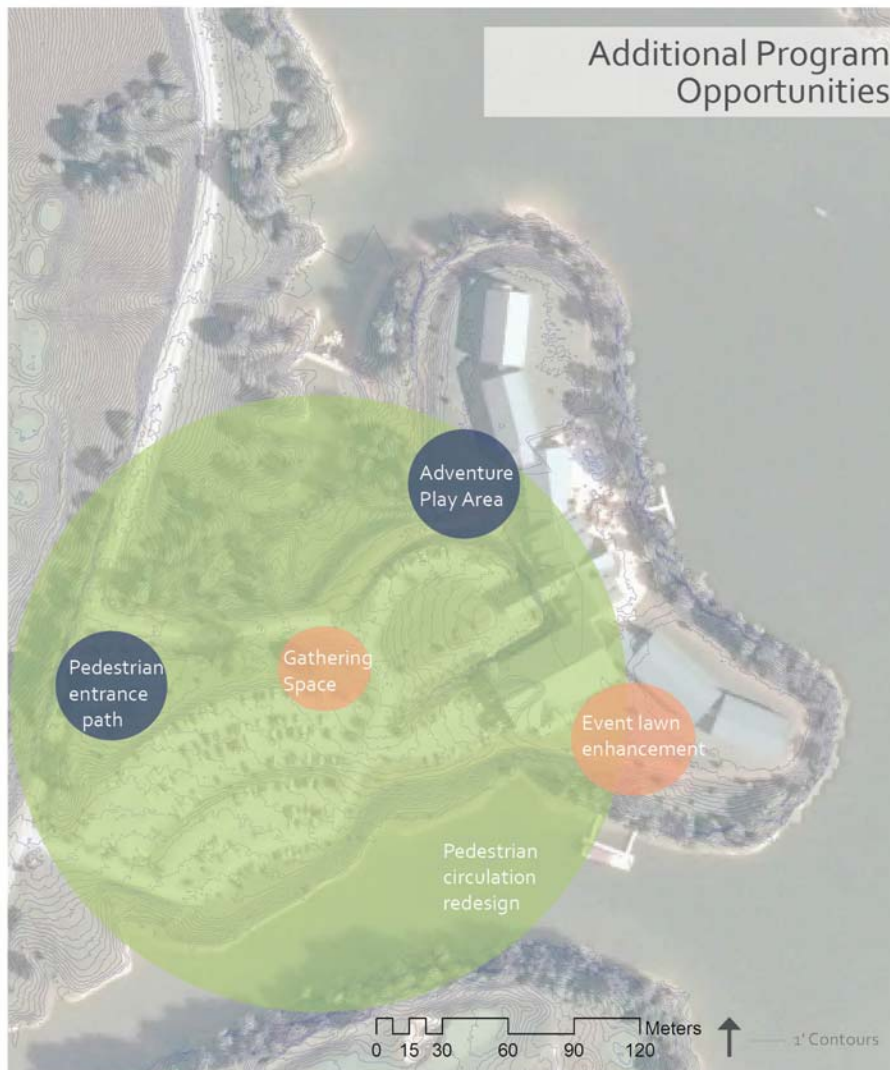 Additional Program
Opportunities
Adventure
Play Area
Pedestrian
entrance
path
Gathering
Space
Event lawn
enhancement
Pedestrian
circulation
redesign
Meters
0 15 30 60 90 120
1' Contours